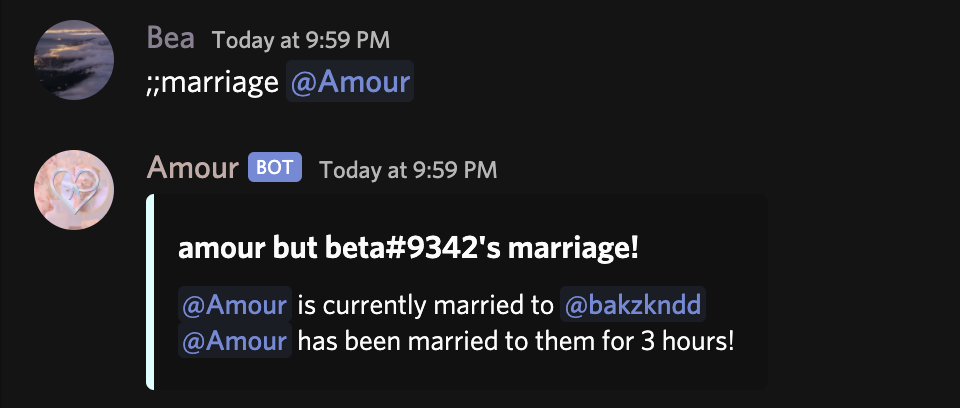 Bea Today at 9:59 PM
;;marriage @Amour
Amour BOT Today at 9:59 PM
amour but beta#9342's marriage!
@Amour is currently married to @bakzkndd
@Amour has been married to them for 3 hours!